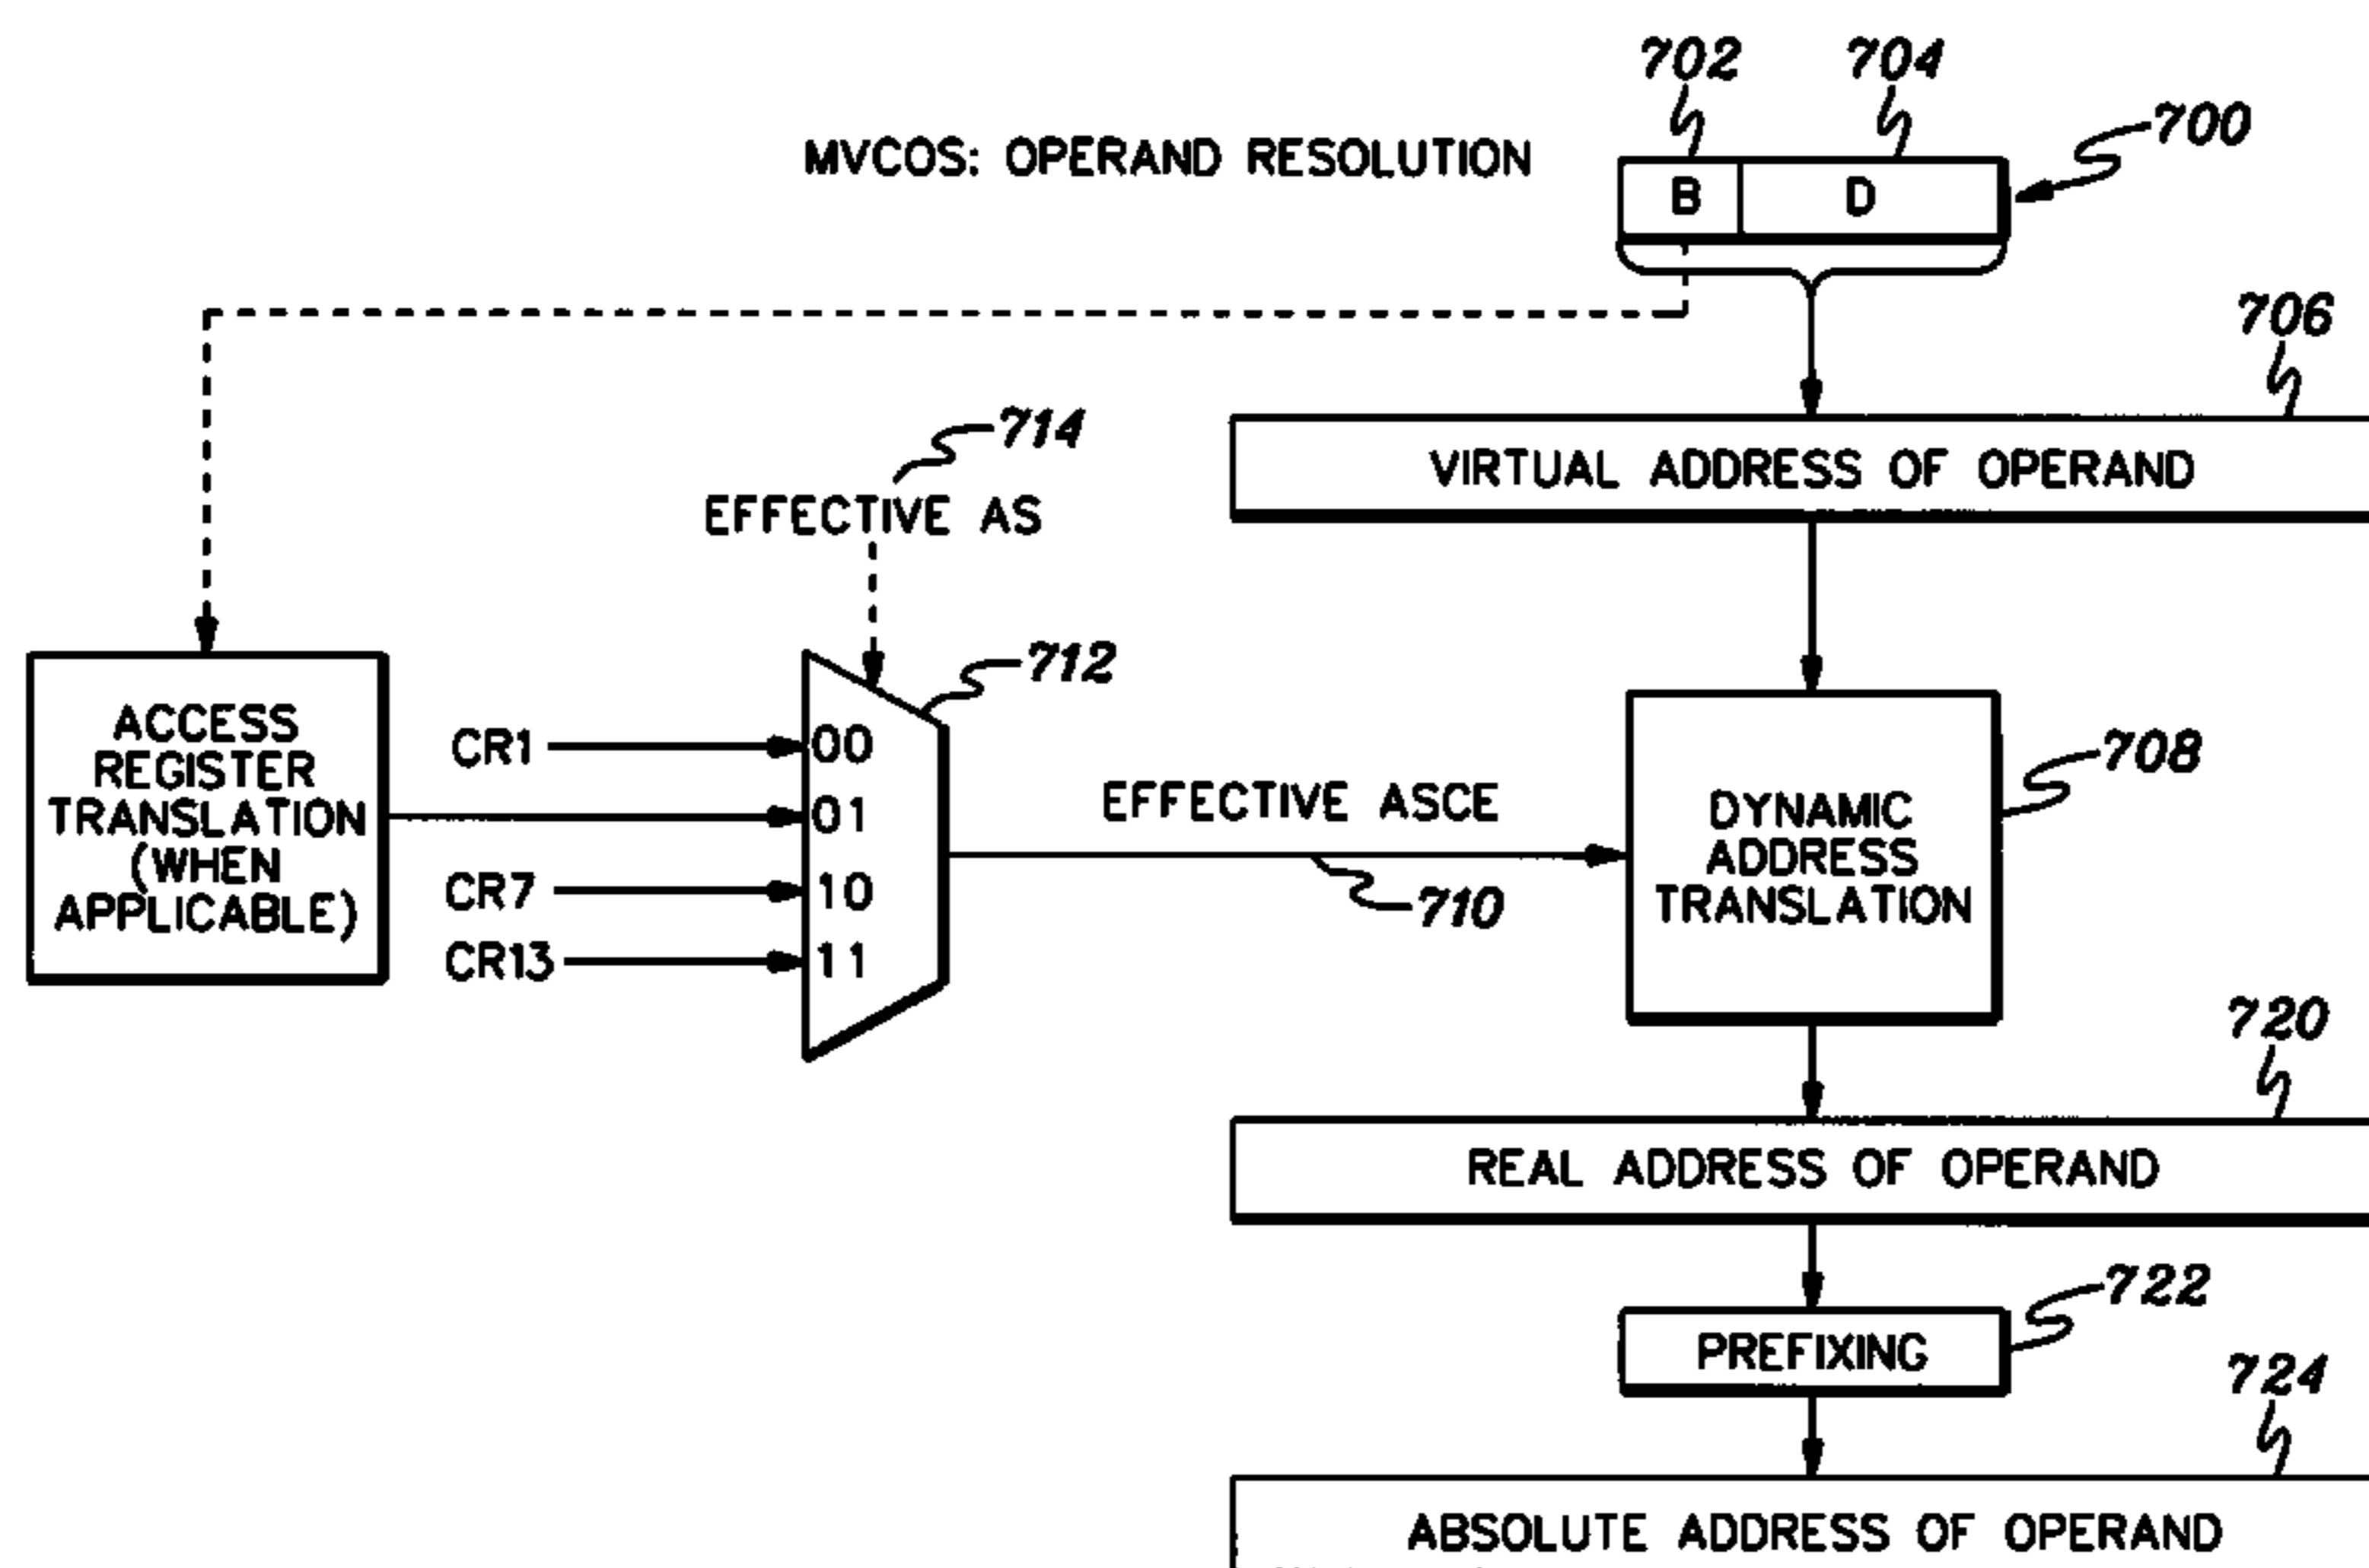 702 704
700
MVCOS: OPERAND RESOLUTION
B D
706
714
VIRTUAL ADDRESS OF OPERAND
EFFECTIVE AS
712
ACCESS
REGISTER
TRANSLATION
(WHEN
APPLICABLE)
CR1 00
01
CR7 10
CR13 11
EFFECTIVE ASCE
710
708
DYNAMIC
ADDRESS
TRANSLATION
720
REAL ADDRESS OF OPERAND
722
PREFIXING
724
ABSOLUTE ADDRESS OF OPERAND